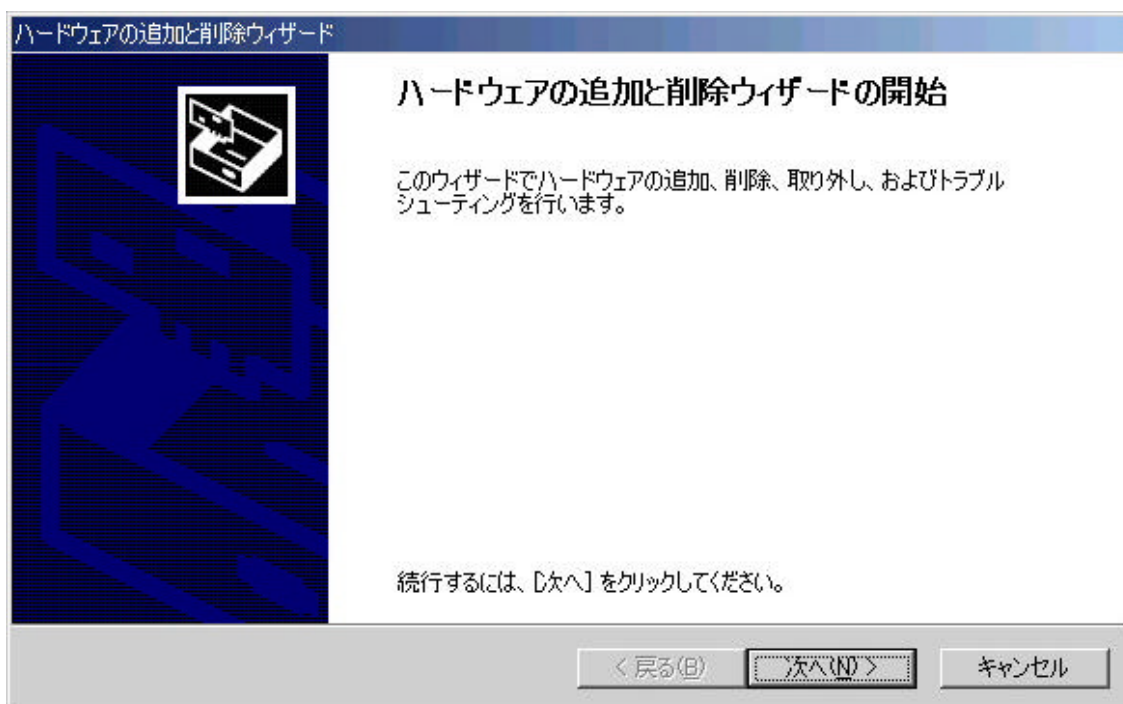 ハードウェアの追加と削除ウィザード
ハードウェアの追加と削除ウィザードの開始
このウィザードでハードウェアの追加、削除、取り外し、およびトラブル
シューティングを行います。
続行するには、[次へ] をクリックしてください。
< 戻る(B)
次へ(N) >
キャンセル